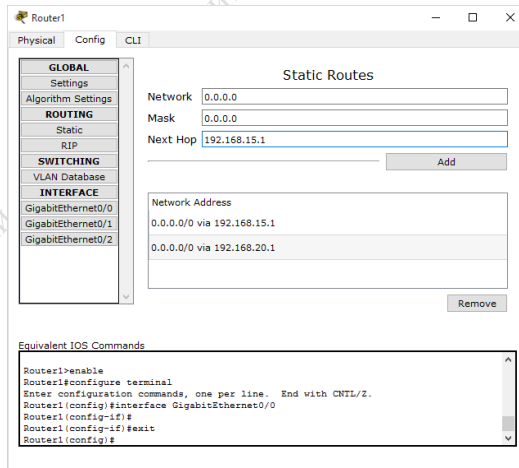 Router1
Physical Config CLI
GLOBAL
Settings
Algorithm Settings
ROUTING
Static
RIP
SWITCHING
VLAN Database
INTERFACE
GigabitEthernet0/0
GigabitEthernet0/1
GigabitEthernet0/2
Static Routes
Network 0.0.0.0
Mask 0.0.0.0
Next Hop 192.168.15.1
Add
Network Address
0.0.0.0/0 via 192.168.15.1
0.0.0.0/0 via 192.168.20.1
Remove
Equivalent IOS Commands
Router1>enable
Router1#configure terminal
Enter configuration commands, one per line.  End with CNTL/Z.
Router1(config)#interface GigabitEthernet0/0
Router1(config-if)#
Router1(config-if)#exit
Router1(config)#